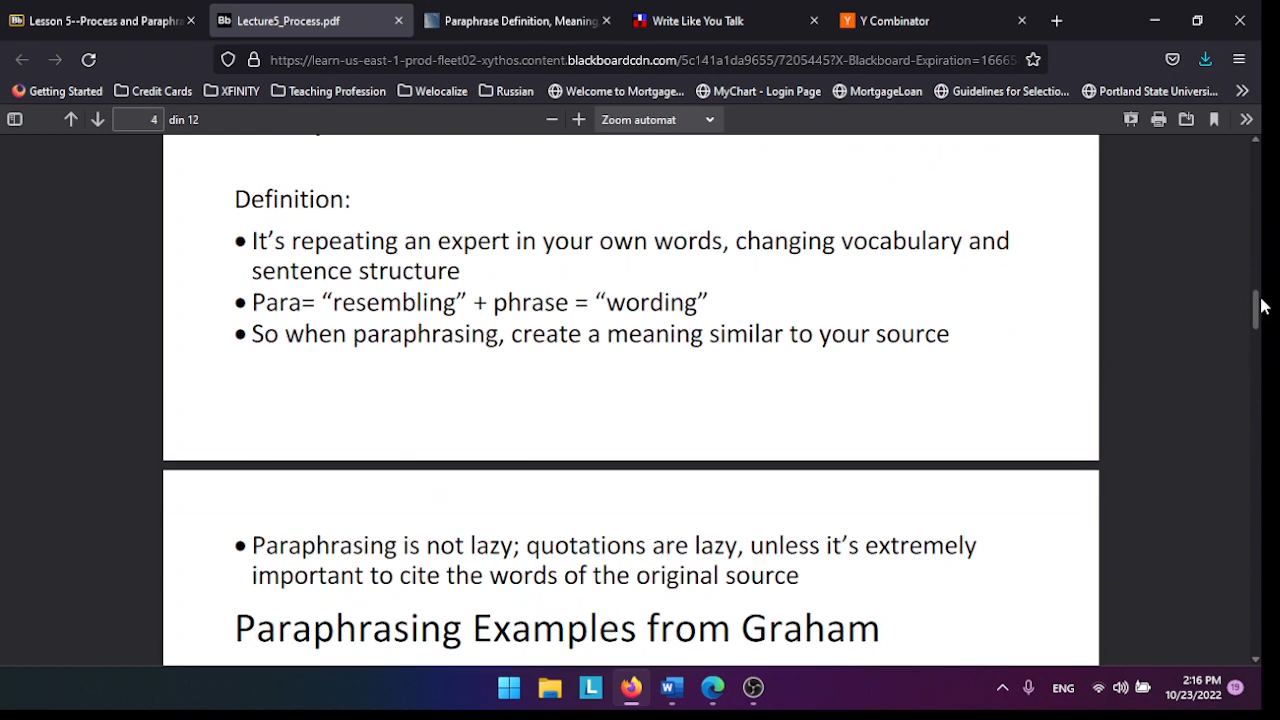 Lesson 5--Process and Paraphra
Lecture5_Process.pdf
Paraphrase Definition, Meaning
Write Like You Talk
Y Combinator
https://learn-us-east-1-prod-fleet02-xythos.content.blackboardcdn.com/5c141a1da9655/7205445?X-Blackboard-Expiration=16665
Getting Started
Credit Cards
XFINITY
Teaching Profession
Welocalize
Russian
Welcome to Mortgage...
MyChart - Login Page
MortgageLoan
Guidelines for Selectio...
Portland State Universi...
4 din 12
Zoom automat
Definition:
• It's repeating an expert in your own words, changing vocabulary and
sentence structure
• Para= “resembling” + phrase = “wording”
• So when paraphrasing, create a meaning similar to your source
• Paraphrasing is not lazy; quotations are lazy, unless it's extremely
important to cite the words of the original source
Paraphrasing Examples from Graham
ENG
2:16 PM
10/23/2022
19